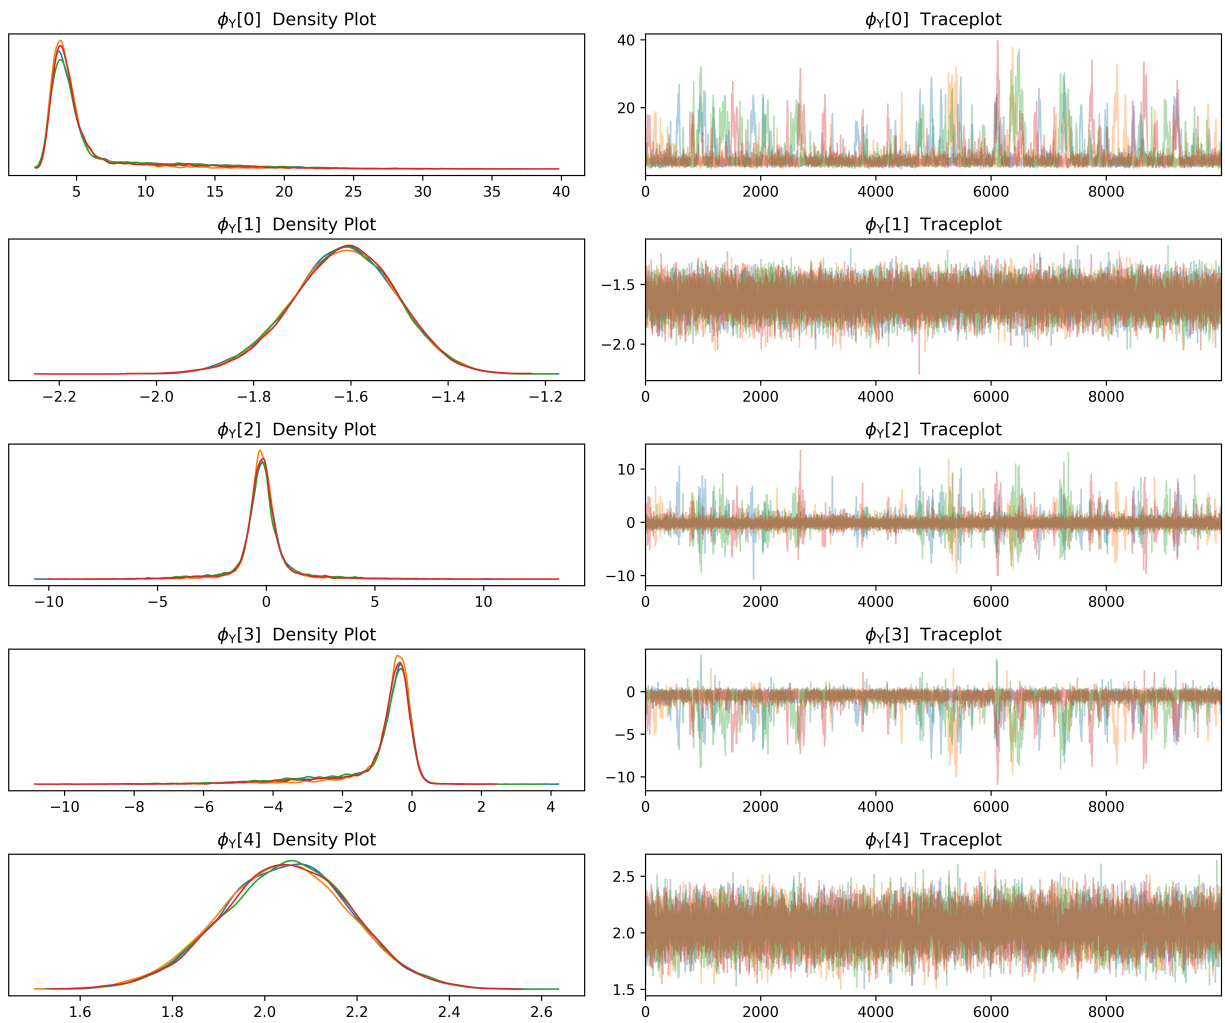 ϕY[0] Density Plot
ϕY[0] Traceplot
40
20
5 10 15 20 25 30 35 40
0 2000 4000 6000 8000
ϕY[1] Density Plot
ϕY[1] Traceplot
−1.5
−2.0
−2.2 −2.0 −1.8 −1.6 −1.4 −1.2
0 2000 4000 6000 8000
ϕY[2] Density Plot
ϕY[2] Traceplot
10
0
−10
−10 −5 0 5 10
0 2000 4000 6000 8000
ϕY[3] Density Plot
ϕY[3] Traceplot
0
−5
−10
−10 −8 −6 −4 −2 0 2 4
0 2000 4000 6000 8000
ϕY[4] Density Plot
ϕY[4] Traceplot
2.5
2.0
1.5
1.6 1.8 2.0 2.2 2.4 2.6
0 2000 4000 6000 8000